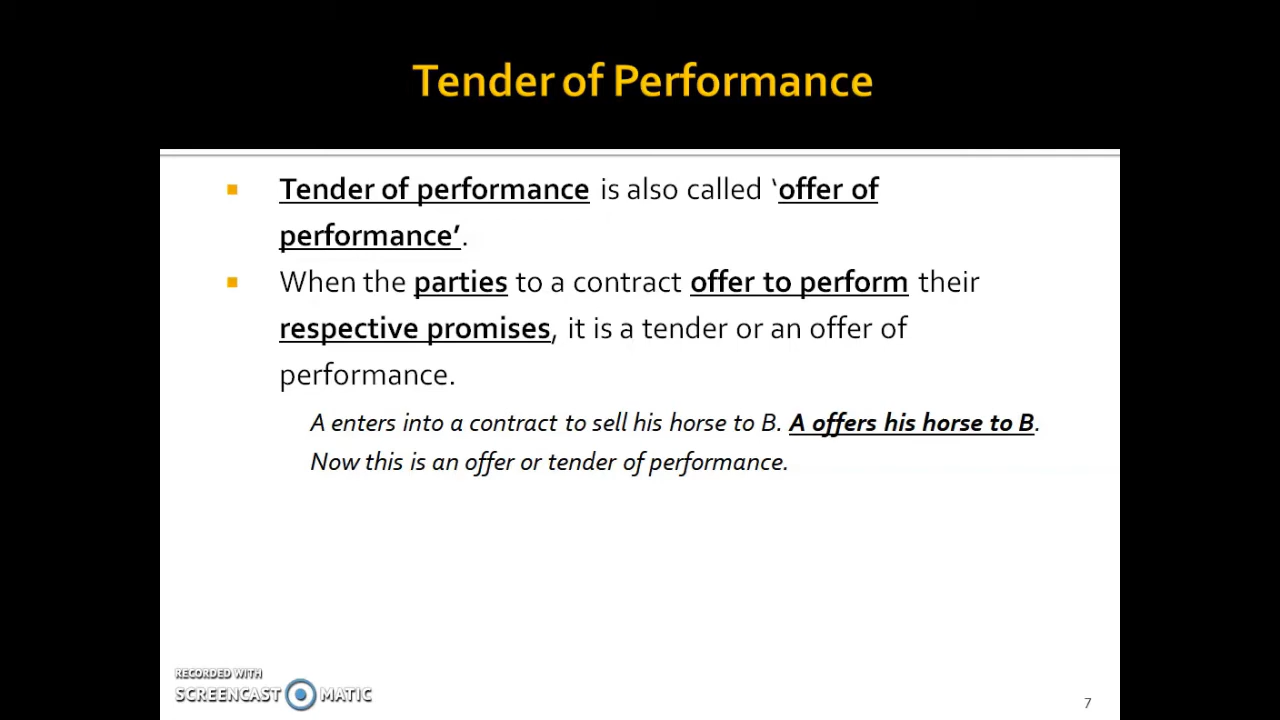 Tender of Performance
Tender of performance is also called ‘offer of
performance’.
When the parties to a contract offer to perform their
respective promises, it is a tender or an offer of
performance.
A enters into a contract to sell his horse to B. A offers his horse to B.
Now this is an offer or tender of performance.
RECORDED WITH
SCREENCAST MATIC
7